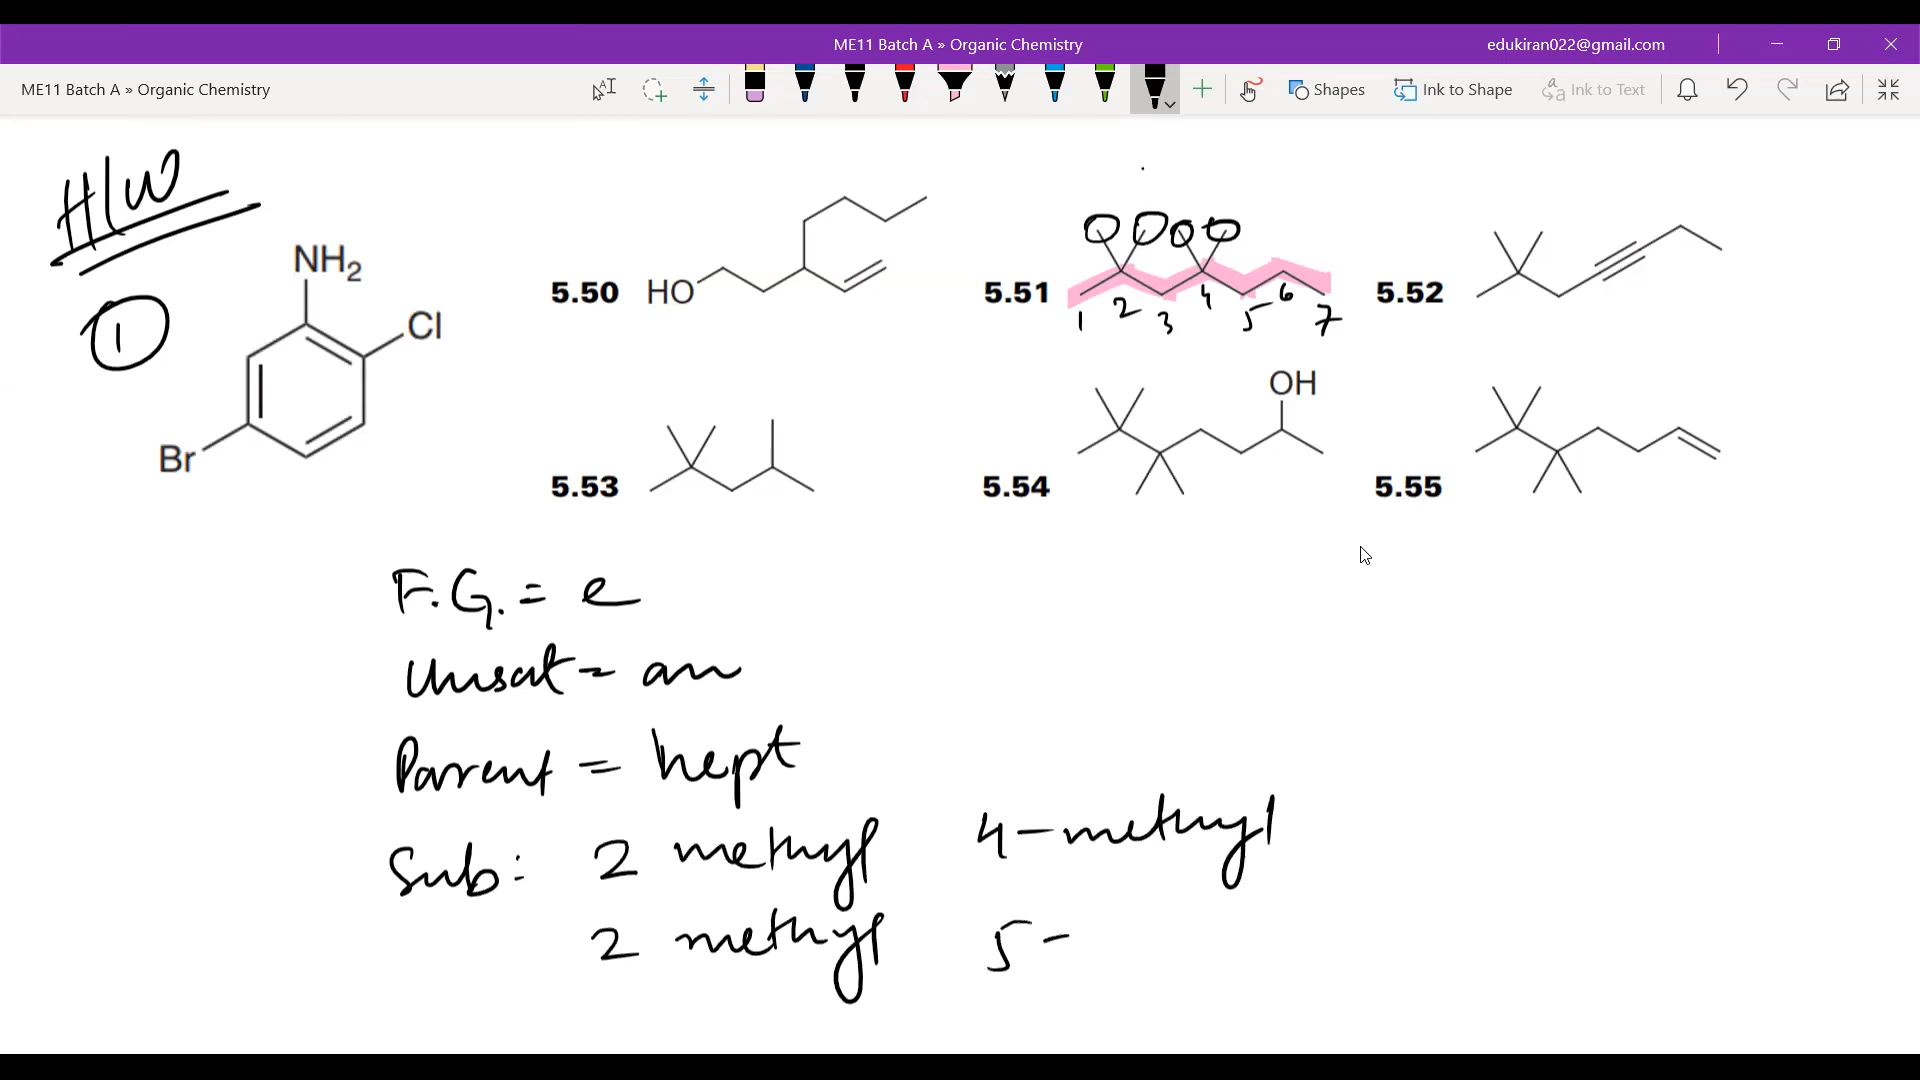 ME11 Batch A » Organic Chemistry
edukiran022@gmail.com
ME11 Batch A » Organic Chemistry
Shapes
Ink to Shape
Ink to Text
H/W
1
NH2
Cl
Br
5.50 HO
5.51
1 2 3 4 5 6 7
5.52
5.53
5.54
OH
5.55
F.G. = e
Unsat = an
Parent = hept
Sub: 2 methyl 4-methyl
2 methyl 5-